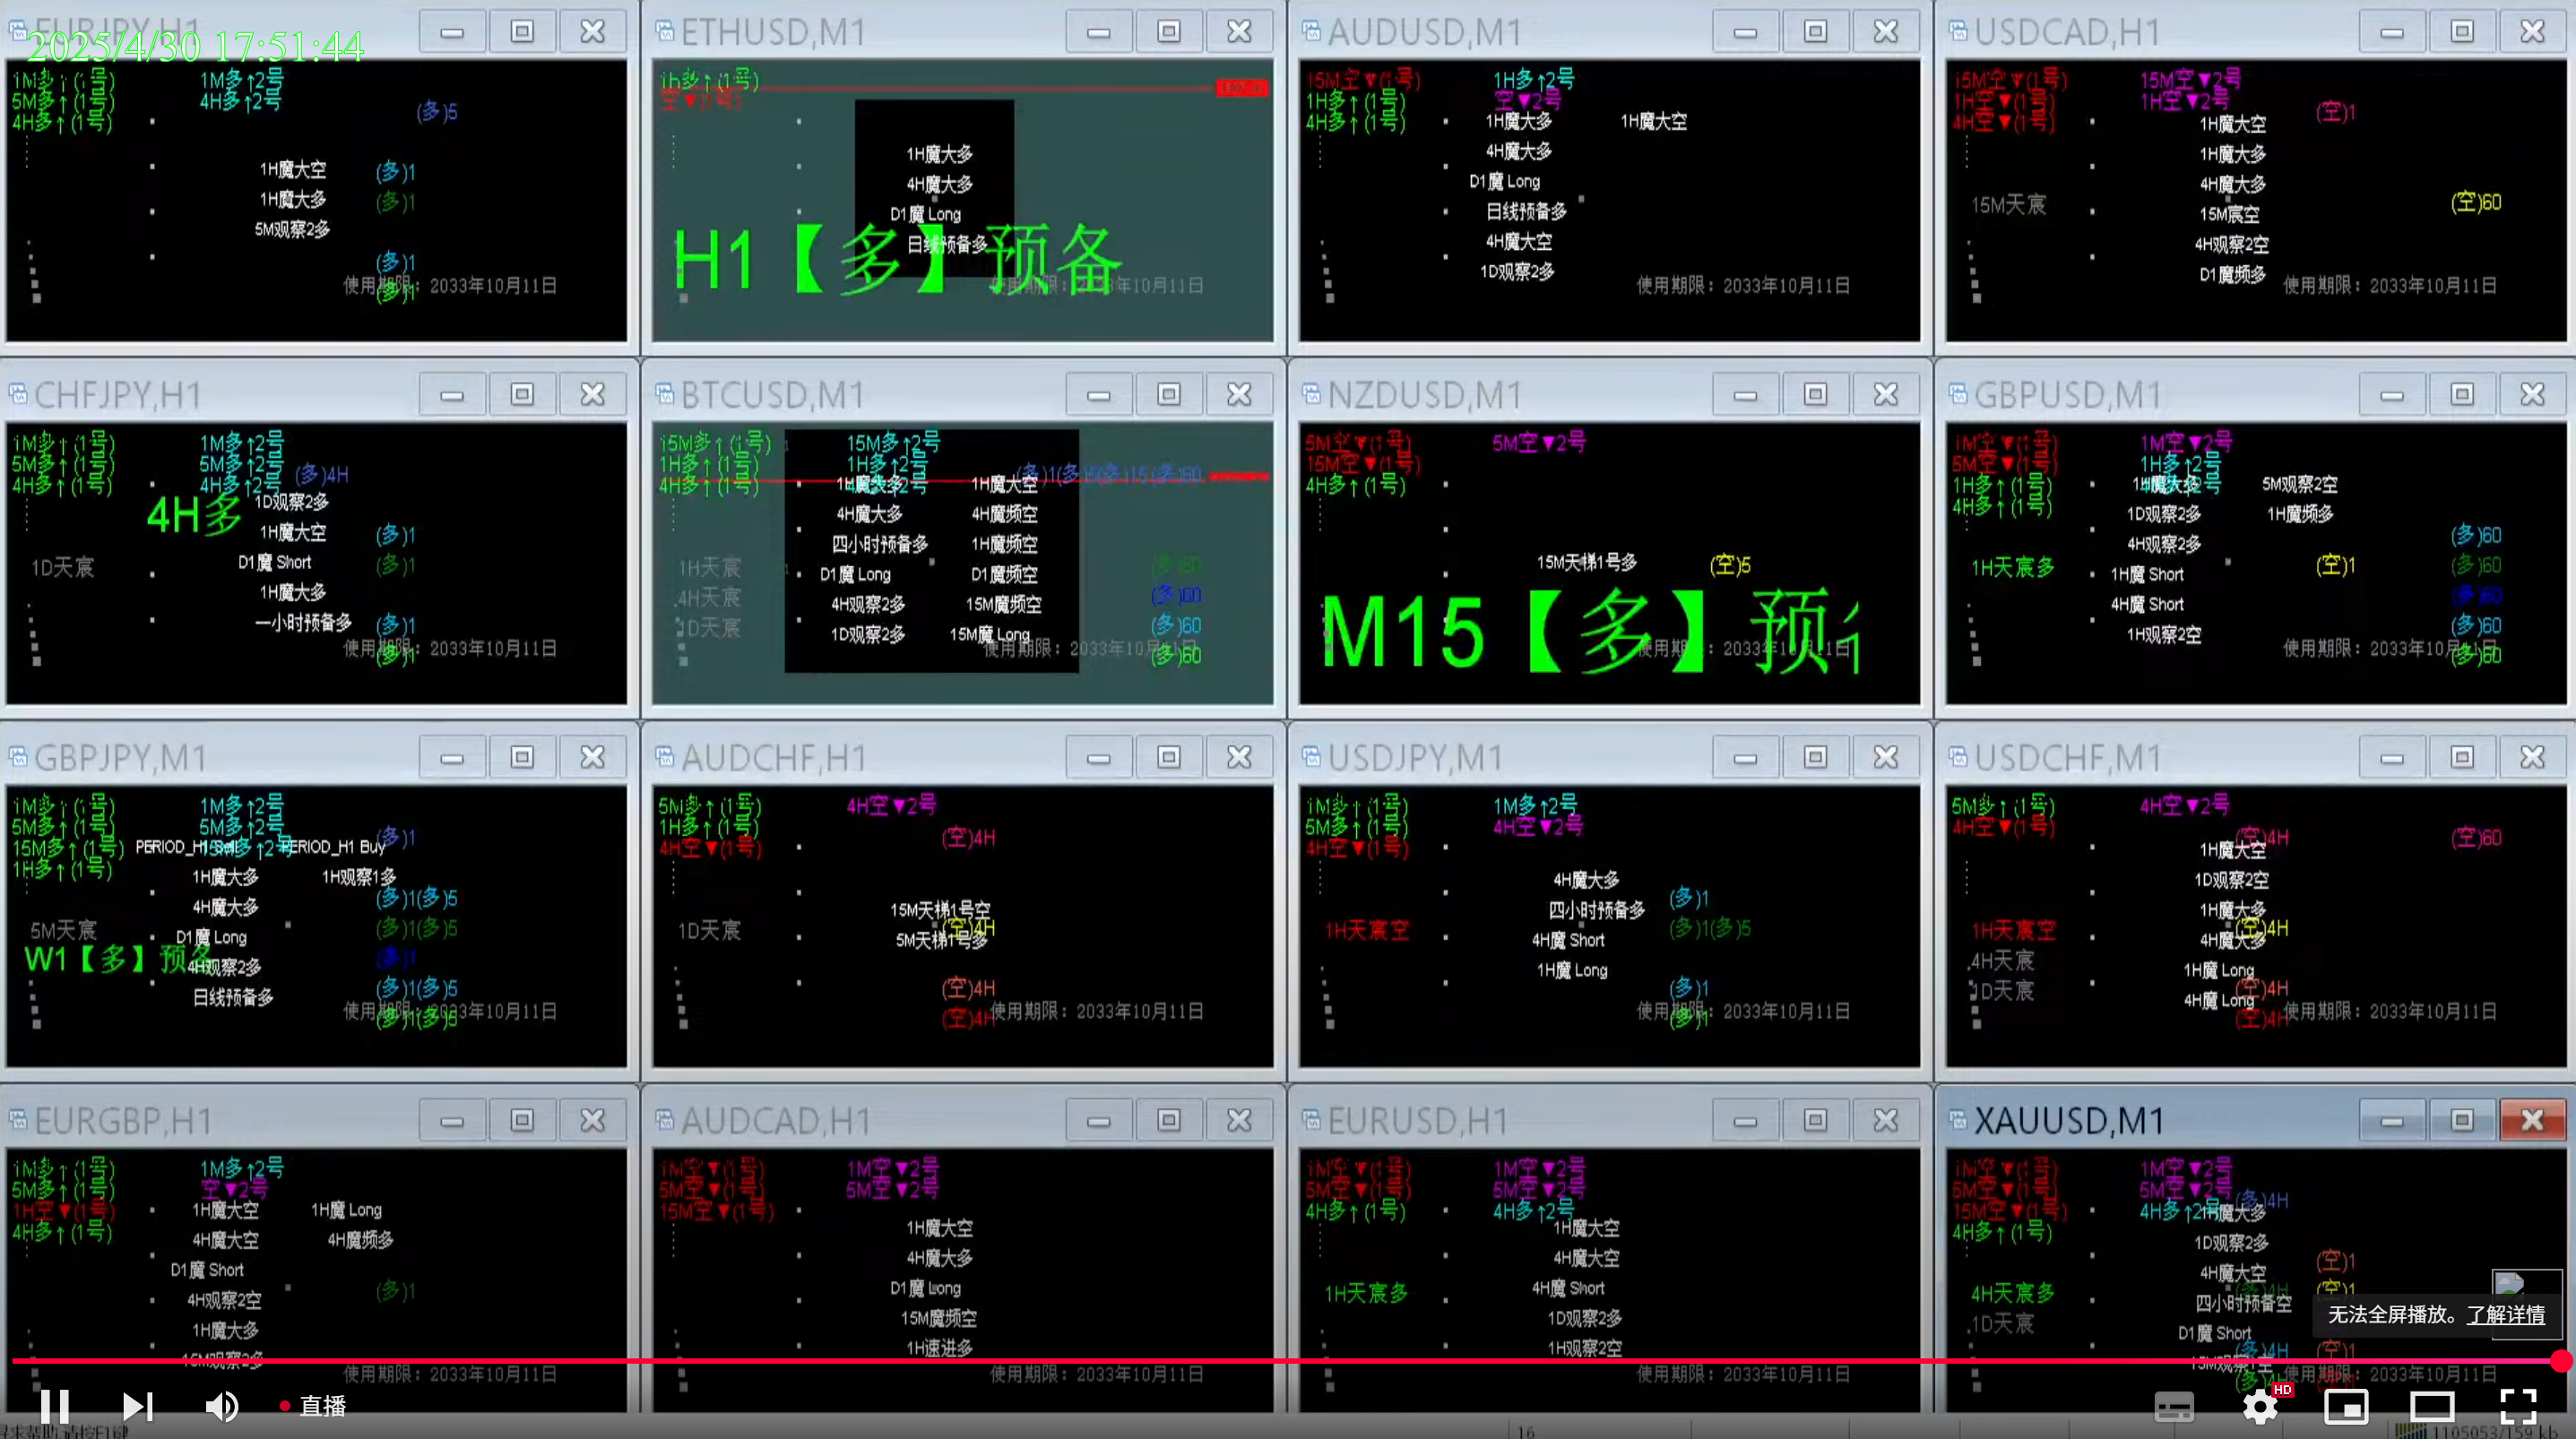 EURJPY,H1
2025/4/30 17:51:44
1M多↑(1号) 1M多↑2号
5M多↑(1号) 4H多↑2号
4H多↑(1号)
(多)5
1H魔大空 (多)1
1H魔大多 (多)1
5M观察2多
(多)1
使用期限：2033年10月11日
(多)1
ETHUSD,M1
1h多↑(1号)
空▼(1号)
1H魔大多
4H魔大多
D1魔 Long
日线预备多
H1【多】预备
使用期限：2033年10月11日
AUDUSD,M1
15M空▼(1号) 1H多↑2号
1H多↑(1号) 空▼2号
4H多↑(1号) 1H魔大多 1H魔大空
4H魔大多
D1魔 Long
日线预备多
4H魔大空
1D观察2多
使用期限：2033年10月11日
USDCAD,H1
15M空▼(1号) 15M空▼2号
1H空▼(1号) 1H空▼2号
4H空▼(1号) (空)1
1H魔大空
1H魔大多
4H魔大多
15M天宸 (空)60
15M宸空
4H观察2空
D1魔频多
使用期限：2033年10月11日
CHFJPY,H1
1M多↑(1号) 1M多↑2号
5M多↑(1号) 5M多↑2号 (多)4H
4H多↑(1号) 4H多↑2号
4H多 1D观察2多
1H魔大空 (多)1
1D天宸 D1魔 Short (多)1
1H魔大多
一小时预备多 (多)1
使用期限：2033年10月11日
(多)1
BTCUSD,M1
15M多↑(1号) 15M多↑2号
1H多↑(1号) 1H多↑2号 (多)1(多)5(多)15(多)60
4H多↑(1号) 1H魔大多 1H魔大空
4H魔大多 4H魔频空
四小时预备多 1H魔频空
1H天宸 D1魔 Long D1魔频空 (多)60
4H天宸 4H观察2多 15M魔频空 (多)60
1D天宸 1D观察2多 15M魔 Long (多)60
使用期限：2033年10月11日
(多)60
NZDUSD,M1
5M空▼(1号) 5M空▼2号
15M空▼(1号)
4H多↑(1号)
15M天梯1号多 (空)5
M15【多】预
使用期限：2033年10月11日
GBPUSD,M1
1M空▼(1号) 1M空▼2号
5M空▼(1号) 1H多↑2号
1H多↑(1号) 1H魔大多 5M观察2空
4H多↑(1号) 1D观察2多 1H魔频多
4H观察2多 (多)60
1H天宸多 1H魔 Short (空)1 (多)60
4H魔 Short (多)60
1H观察2空 (多)60
使用期限：2033年10月11日
(多)60
GBPJPY,M1
1M多↑(1号) 1M多↑2号
5M多↑(1号) 5M多↑2号 (多)1
15M多↑(1号) 15M多↑2号 PERIOD_H1 Buy
1H多↑(1号) 1H魔大多 1H观察1多
4H魔大多 (多)1(多)5
5M天宸 D1魔 Long (多)1(多)5
W1【多】预备 4H观察2多 (多)1
日线预备多 (多)1(多)5
使用期限：2033年10月11日
(多)1(多)5
AUDCHF,H1
5M多↑(1号) 4H空▼2号
1H多↑(1号) (空)4H
4H空▼(1号)
15M天梯1号空
1D天宸 (空)4H
5M天梯1号多
(空)4H
使用期限：2033年10月11日
(空)4H
USDJPY,M1
1M多↑(1号) 1M多↑2号
5M多↑(1号) 4H空▼2号
4H空▼(1号)
4H魔大多 (多)1
四小时预备多
1H天宸空 4H魔 Short (多)1(多)5
1H魔 Long
(多)1
使用期限：2033年10月11日
(多)1
USDCHF,M1
5M多↑(1号) 4H空▼2号
4H空▼(1号) (空)4H (空)60
1H魔大空
1D观察2空
1H魔大多
1H天宸空 (空)4H
4H魔大多
4H天宸 1H魔 Long
1D天宸 4H魔 Long (空)4H
使用期限：2033年10月11日
(空)4H
EURGBP,H1
1M多↑(1号) 1M多↑2号
5M多↑(1号) 空▼2号
1H空▼(1号) 1H魔大空 1H魔 Long
4H多↑(1号) 4H魔大空 4H魔频多
D1魔 Short
4H观察2空 (多)1
1H魔大多
15M观察2多
使用期限：2033年10月11日
AUDCAD,H1
1M空▼(1号) 1M空▼2号
5M空▼(1号) 5M空▼2号
15M空▼(1号)
1H魔大空
4H魔大多
D1魔 Long
15M魔频空
1H速进多
使用期限：2033年10月11日
EURUSD,H1
1M空▼(1号) 1M空▼2号
5M空▼(1号) 5M空▼2号
4H多↑(1号) 4H多↑2号
1H魔大空
4H魔大空
1H天宸多 4H魔 Short
1D观察2多
1H观察2空
使用期限：2033年10月11日
XAUUSD,M1
1M空▼(1号) 1M空▼2号
5M空▼(1号) 5M空▼2号 (多)4H
15M空▼(1号) 4H多↑2号 1H魔大多
4H多↑(1号) 1D观察2多
4H魔大空 (空)1
4H天宸多 四小时预备空 (空)1
1D天宸 D1魔 Short
(多)4H (空)1
使用期限：2033年10月11日
无法全屏播放。了解详情
直播
HD
16
1105053/159 kb